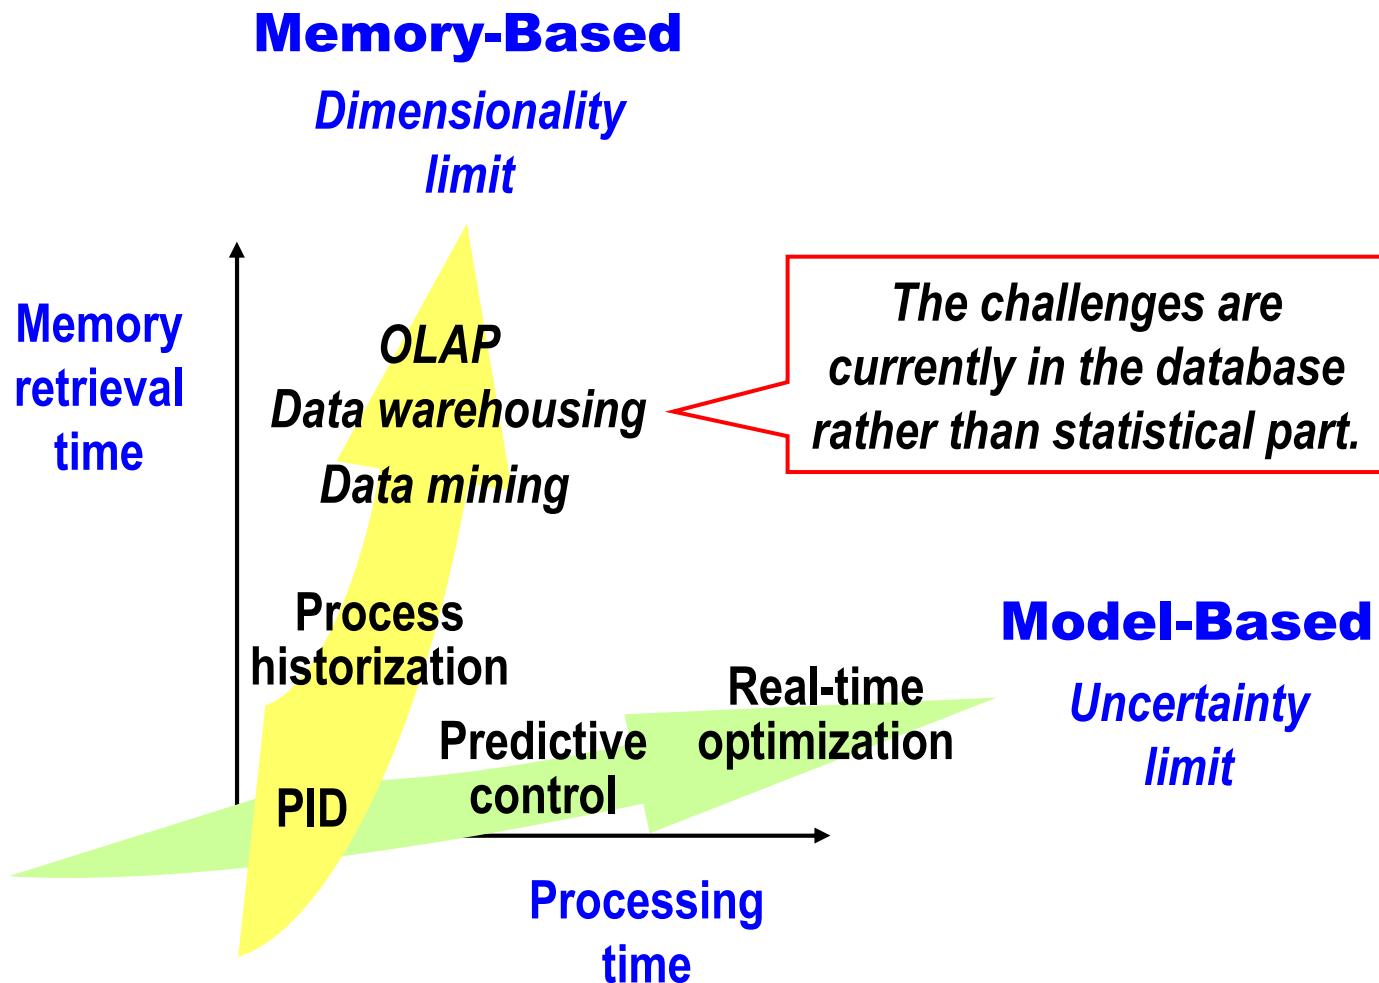 Memory-Based
Dimensionality
limit
Memory
retrieval
time
OLAP
Data warehousing
Data mining
The challenges are
currently in the database
rather than statistical part.
Process
historization
Model-Based
Uncertainty
limit
Real-time
optimization
Predictive
control
PID
Processing
time